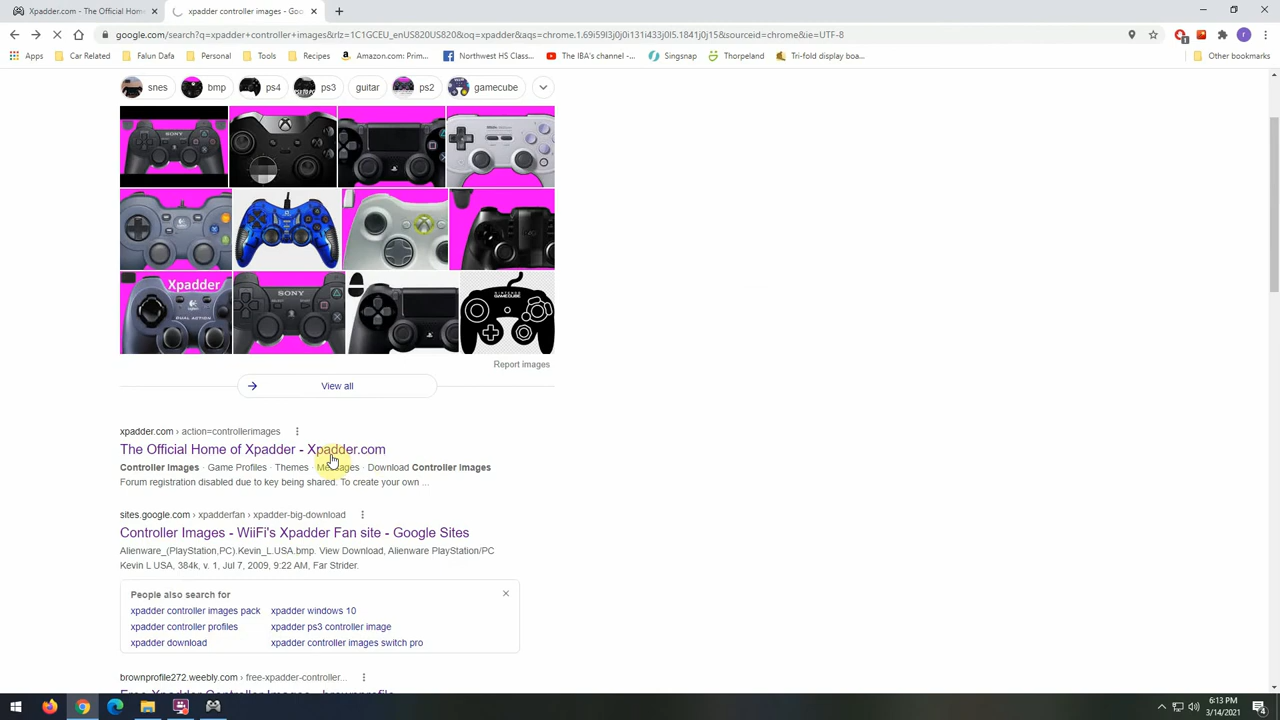 Xpadder.com - The Official Hom
xpadder controller images - Goo
google.com/search?q=xpadder+controller+images&rlz=1C1GCEU_enUS820US820&oq=xpadder&aqs=chrome.1.69i59l3j0j0i131i433j0l5.1841j0j15&sourceid=chrome&ie=UTF-8
Apps Car Related Falun Dafa Personal Tools Recipes Amazon.com: Prim... Northwest HS Class... The IBA's channel -... Singsnap Thorpeland Tri-fold display boa... Other bookmarks
snes bmp ps4 ps3 guitar ps2 gamecube
SONY
Xpadder
DUAL ACTION
SONY
NINTENDO
GAMECUBE
Report images
View all
xpadder.com › action=controllerimages
The Official Home of Xpadder - Xpadder.com
Controller Images · Game Profiles · Themes · Messages · Download Controller Images
Forum registration disabled due to key being shared. To create your own ...
sites.google.com › xpadderfan › xpadder-big-download
Controller Images - WiiFi's Xpadder Fan site - Google Sites
Alienware_(PlayStation,PC).Kevin_L.USA.bmp. View Download, Alienware PlayStation/PC
Kevin L USA, 384k, v. 1, Jul 7, 2009, 9:22 AM, Far Strider.
People also search for
xpadder controller images pack xpadder windows 10
xpadder controller profiles xpadder ps3 controller image
xpadder download xpadder controller images switch pro
brownprofile272.weebly.com › free-xpadder-controller...
Free Xpadder Controller Images - brownprofile
6:13 PM
3/14/2021